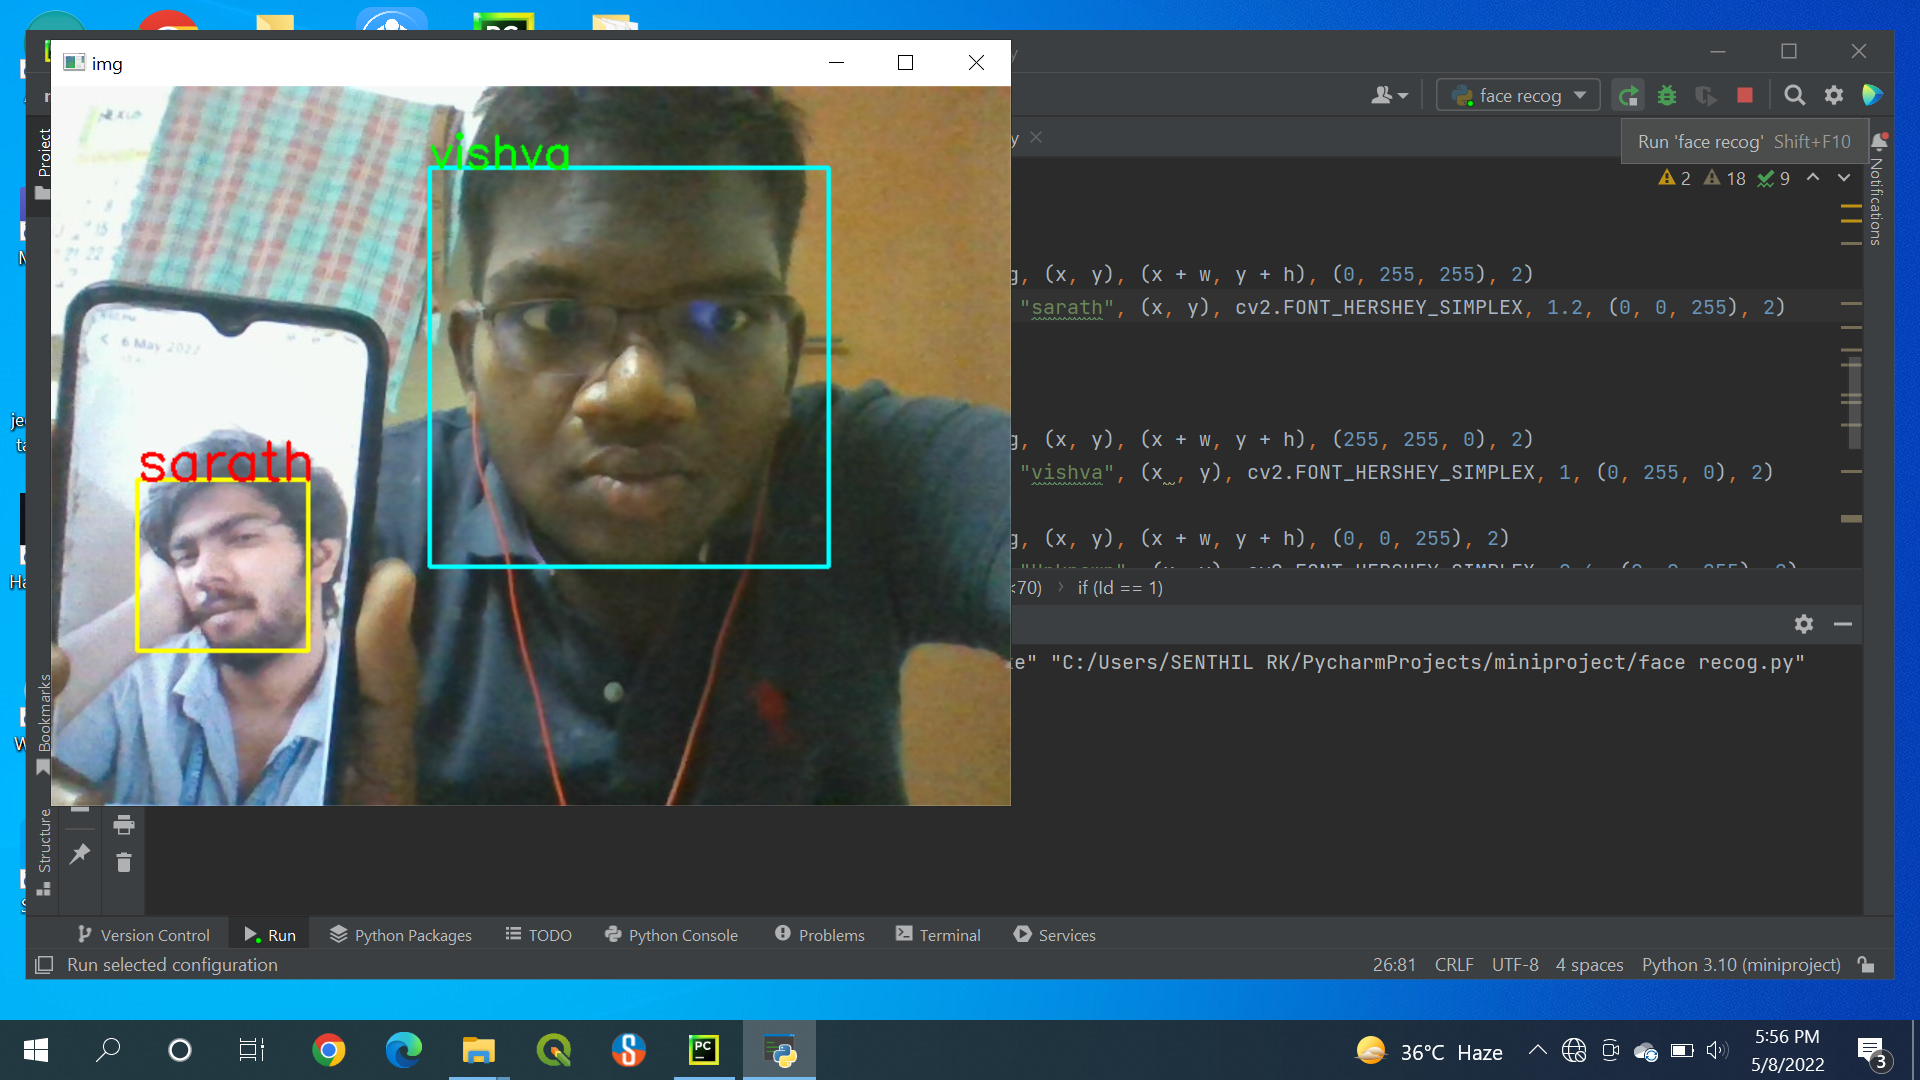 img
face recog
Run 'face recog' Shift+F10
2 18 9
Project
Notifications
vishva
6 May 2022
sarath
, (x, y), (x + w, y + h), (0, 255, 255), 2)
"sarath", (x, y), cv2.FONT_HERSHEY_SIMPLEX, 1.2, (0, 0, 255), 2)
, (x, y), (x + w, y + h), (255, 255, 0), 2)
"vishva", (x , y), cv2.FONT_HERSHEY_SIMPLEX, 1, (0, 255, 0), 2)
, (x, y), (x + w, y + h), (0, 0, 255), 2)
<70) › if (Id == 1)
e" "C:/Users/SENTHIL RK/PycharmProjects/miniproject/face recog.py"
Bookmarks
Structure
Version Control Run Python Packages TODO Python Console Problems Terminal Services
Run selected configuration 26:81 CRLF UTF-8 4 spaces Python 3.10 (miniproject)
PC
36°C Haze
5:56 PM
5/8/2022
3